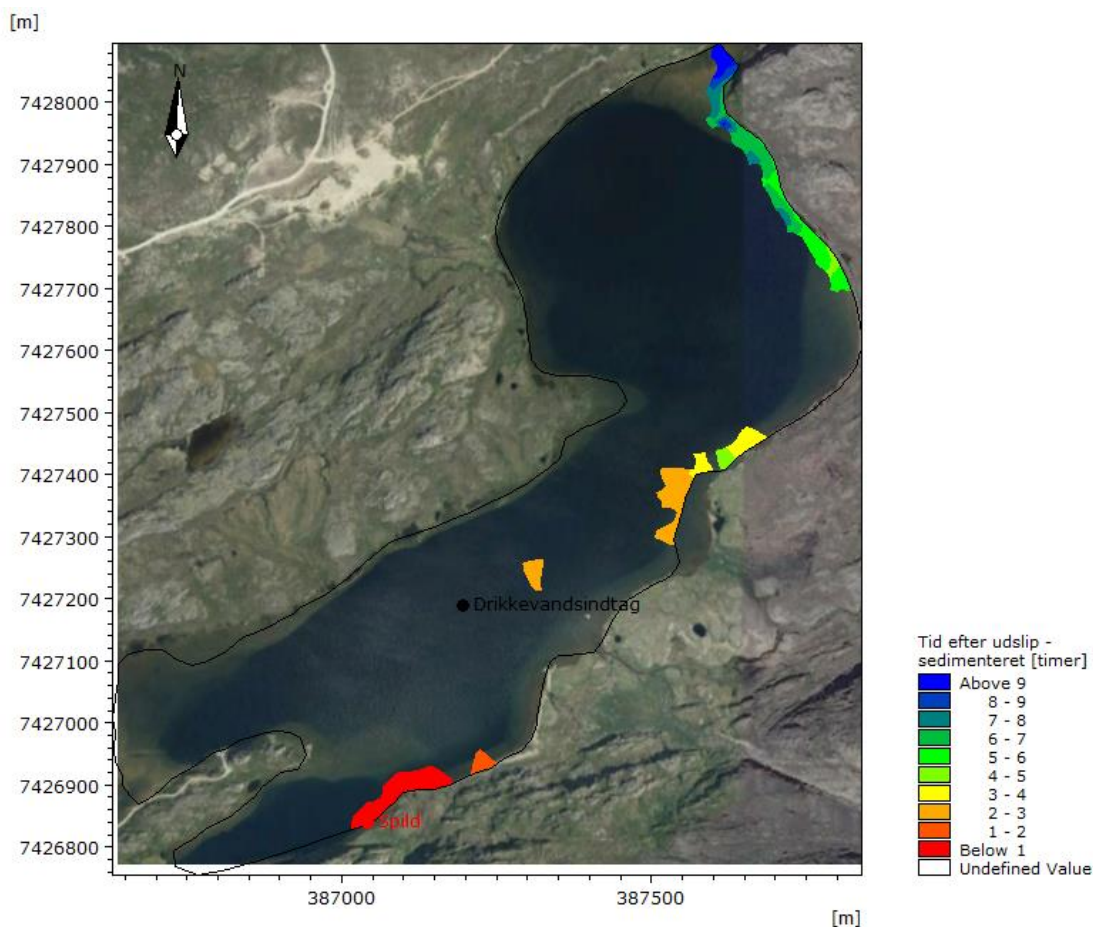 [m]
N
7428000
7427900
7427800
7427700
7427600
7427500
7427400
7427300
7427200
7427100
7427000
7426900
7426800
Drikkevandsindtag
Spild
387000
387500
[m]
Tid efter udslip -
sedimenteret [timer]
Above 9
8 - 9
7 - 8
6 - 7
5 - 6
4 - 5
3 - 4
2 - 3
1 - 2
Below 1
Undefined Value